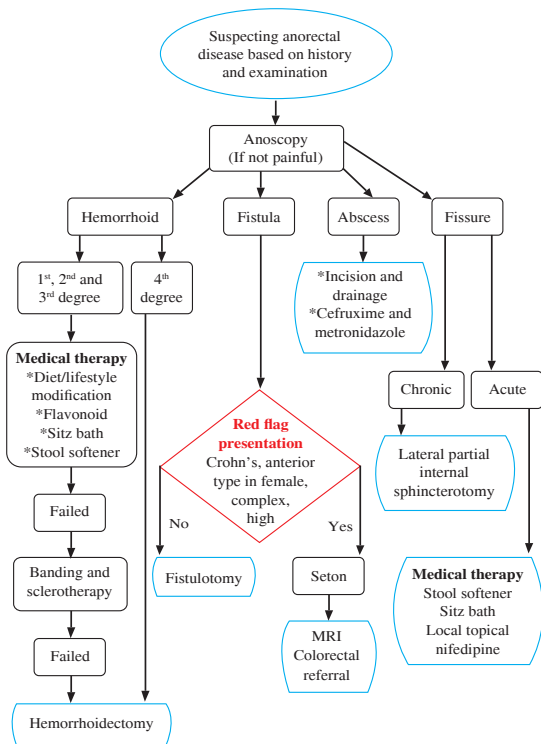 Suspecting anorectal
disease based on history
and examination
Anoscopy
(If not painful)
Hemorrhoid
Fistula
Abscess
Fissure
1st, 2nd and
3rd degree
4th
degree
*Incision and
drainage
*Cefruxime and
metronidazole
Medical therapy
*Diet/lifestyle
modification
*Flavonoid
*Sitz bath
*Stool softener
Chronic
Acute
Red flag
presentation
Crohn's, anterior
type in female,
complex,
high
Lateral partial
internal
sphincterotomy
Failed
No
Yes
Banding and
sclerotherapy
Fistulotomy
Seton
Medical therapy
Stool softener
Sitz bath
Local topical
nifedipine
MRI
Colorectal
referral
Failed
Hemorrhoidectomy